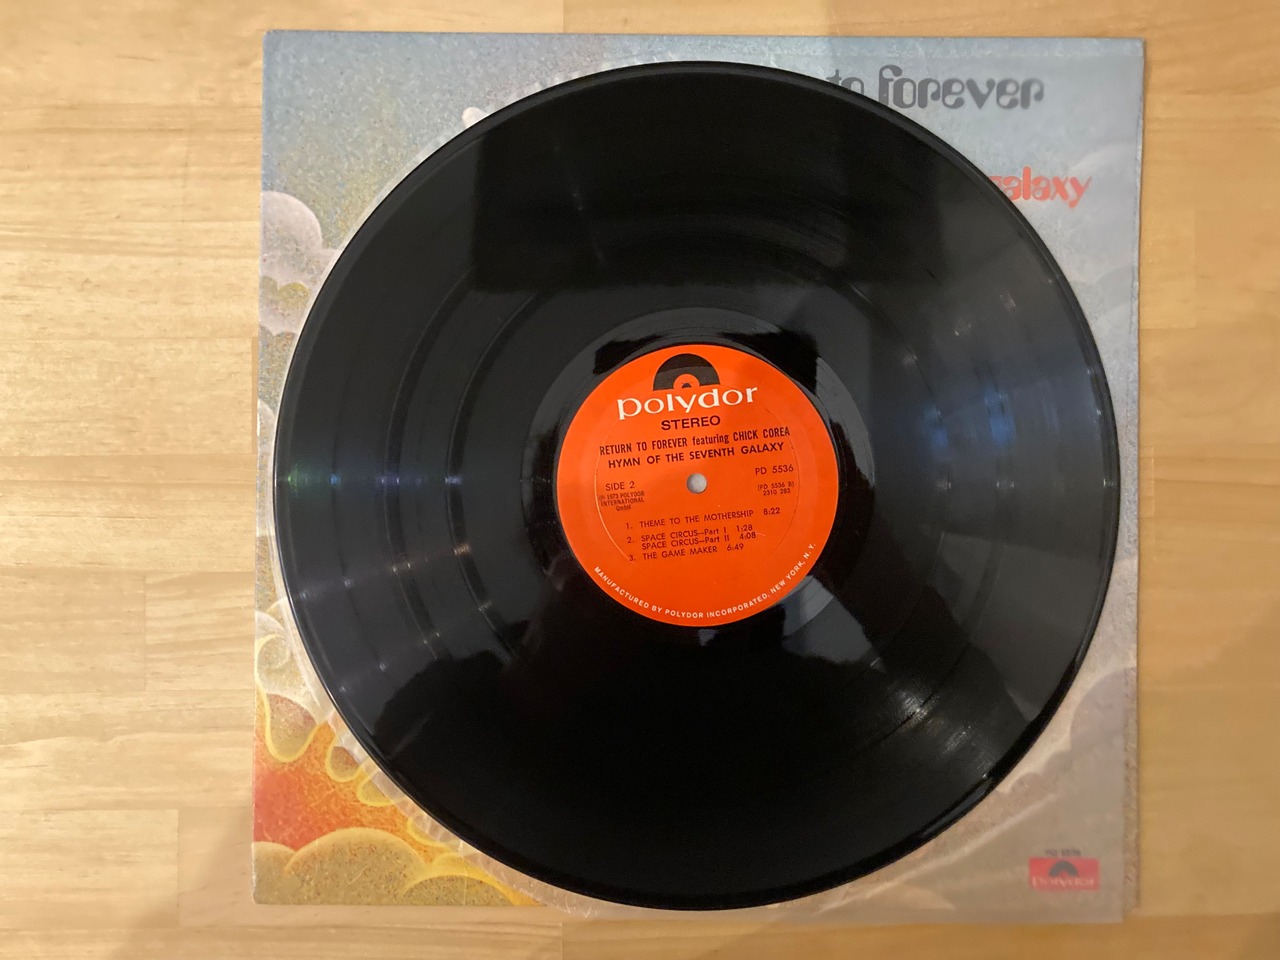 to forever
galaxy
polydor
STEREO
RETURN TO FOREVER featuring CHICK COREA
HYMN OF THE SEVENTH GALAXY
SIDE 2
PD 5536
℗ 1973 POLYDOR
INTERNATIONAL
GmbH
(PD 5536 B)
2310 283
1. THEME TO THE MOTHERSHIP 8:22
2. SPACE CIRCUS—Part I 1:28
SPACE CIRCUS—Part II 4:08
3. THE GAME MAKER 6:49
MANUFACTURED BY POLYDOR INCORPORATED, NEW YORK, N.Y.
PD 5536
polydor